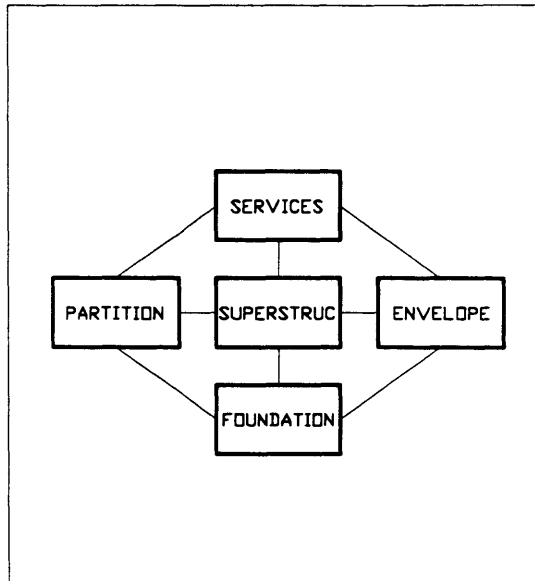 SERVICES
PARTITION
SUPERSTRUC
ENVELOPE
FOUNDATION